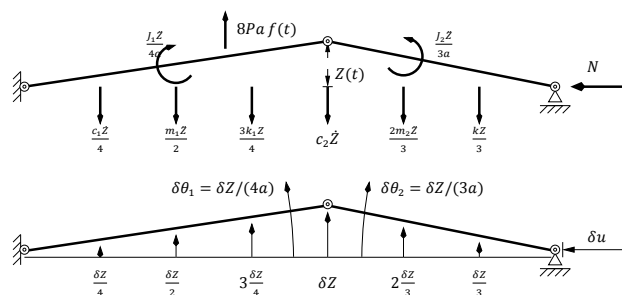 8Pa f(t)
J₁Z̈/4a
J₂Z̈/3a
Z(t)
N
c₁Ż/4
m₁Z̈/2
3k₁Z/4
c₂Ż
2m₂Z̈/3
kZ/3
δθ₁ = δZ/(4a)
δθ₂ = δZ/(3a)
δu
δZ/4
δZ/2
3 δZ/4
δZ
2 δZ/3
δZ/3